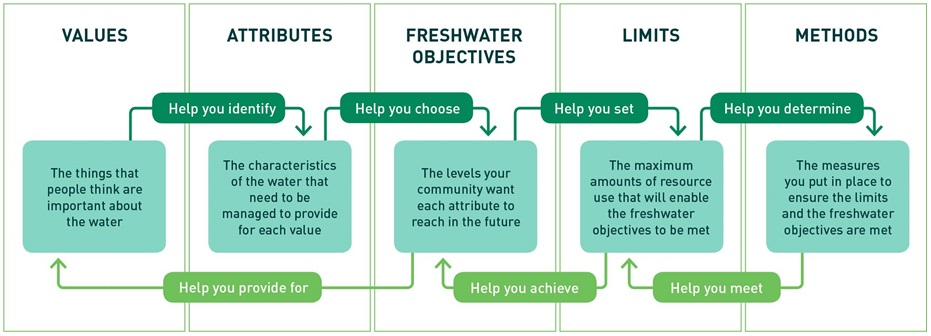 VALUES
ATTRIBUTES
FRESHWATER
OBJECTIVES
LIMITS
METHODS
Help you identify
Help you choose
Help you set
Help you determine
The things that
people think are
important about
the water
The characteristics
of the water that
need to be
managed to provide
for each value
The levels your
community want
each attribute to
reach in the future
The maximum
amounts of resource
use that will enable
the freshwater
objectives to be met
The measures
you put in place to
ensure the limits
and the freshwater
objectives are met
Help you provide for
Help you achieve
Help you meet